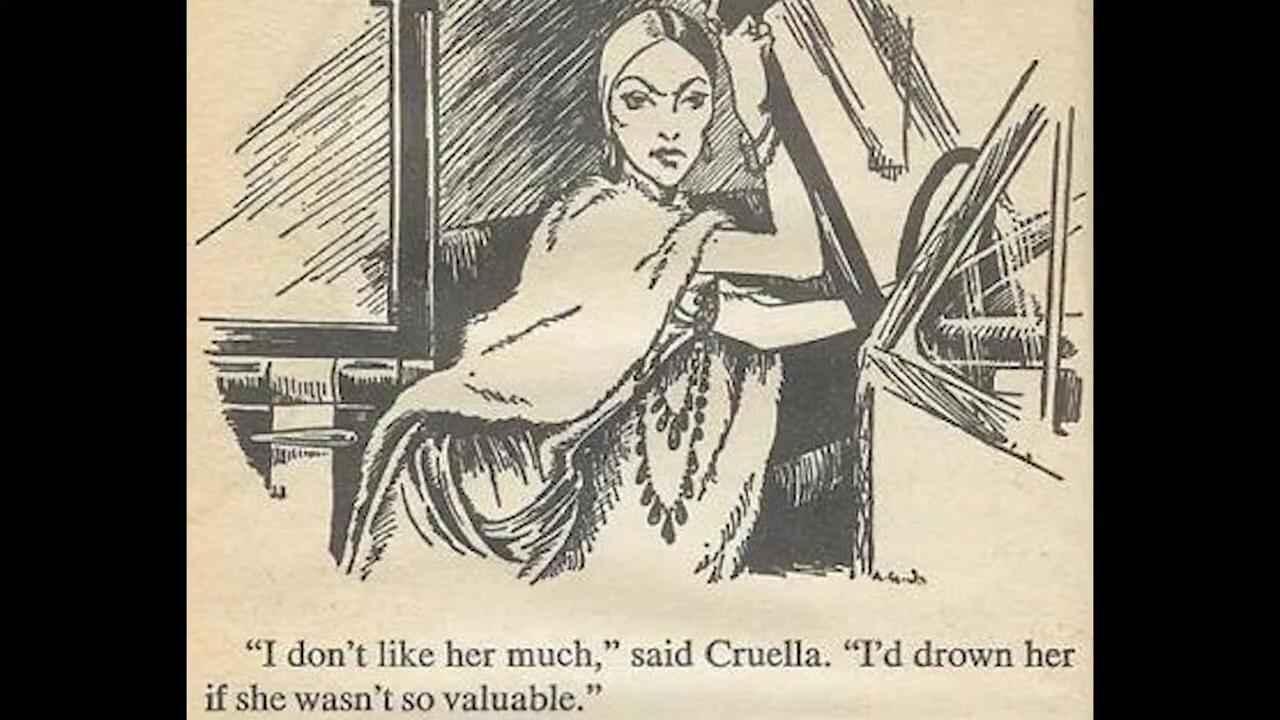 “I don’t like her much,” said Cruella. “I’d drown her
if she wasn’t so valuable.”